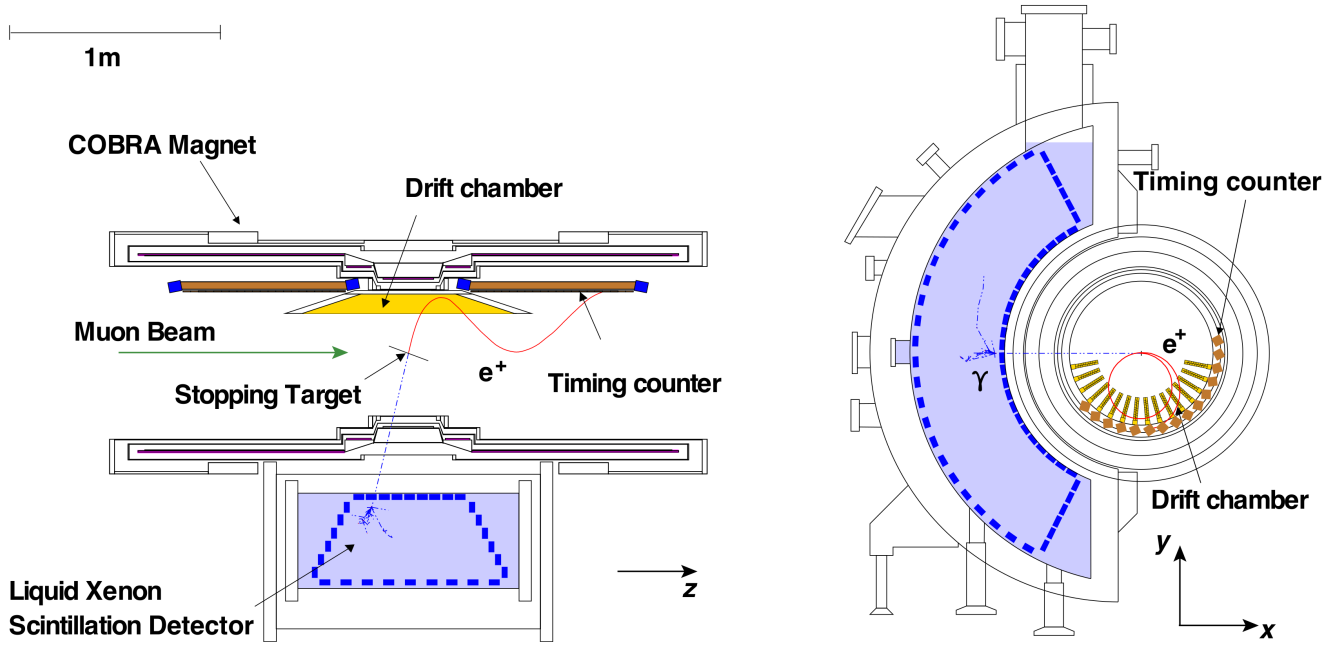 1m
COBRA Magnet
Drift chamber
Muon Beam
Stopping Target
e+
Timing counter
Liquid Xenon
Scintillation Detector
z
Timing counter
e+
γ
Drift chamber
y
x